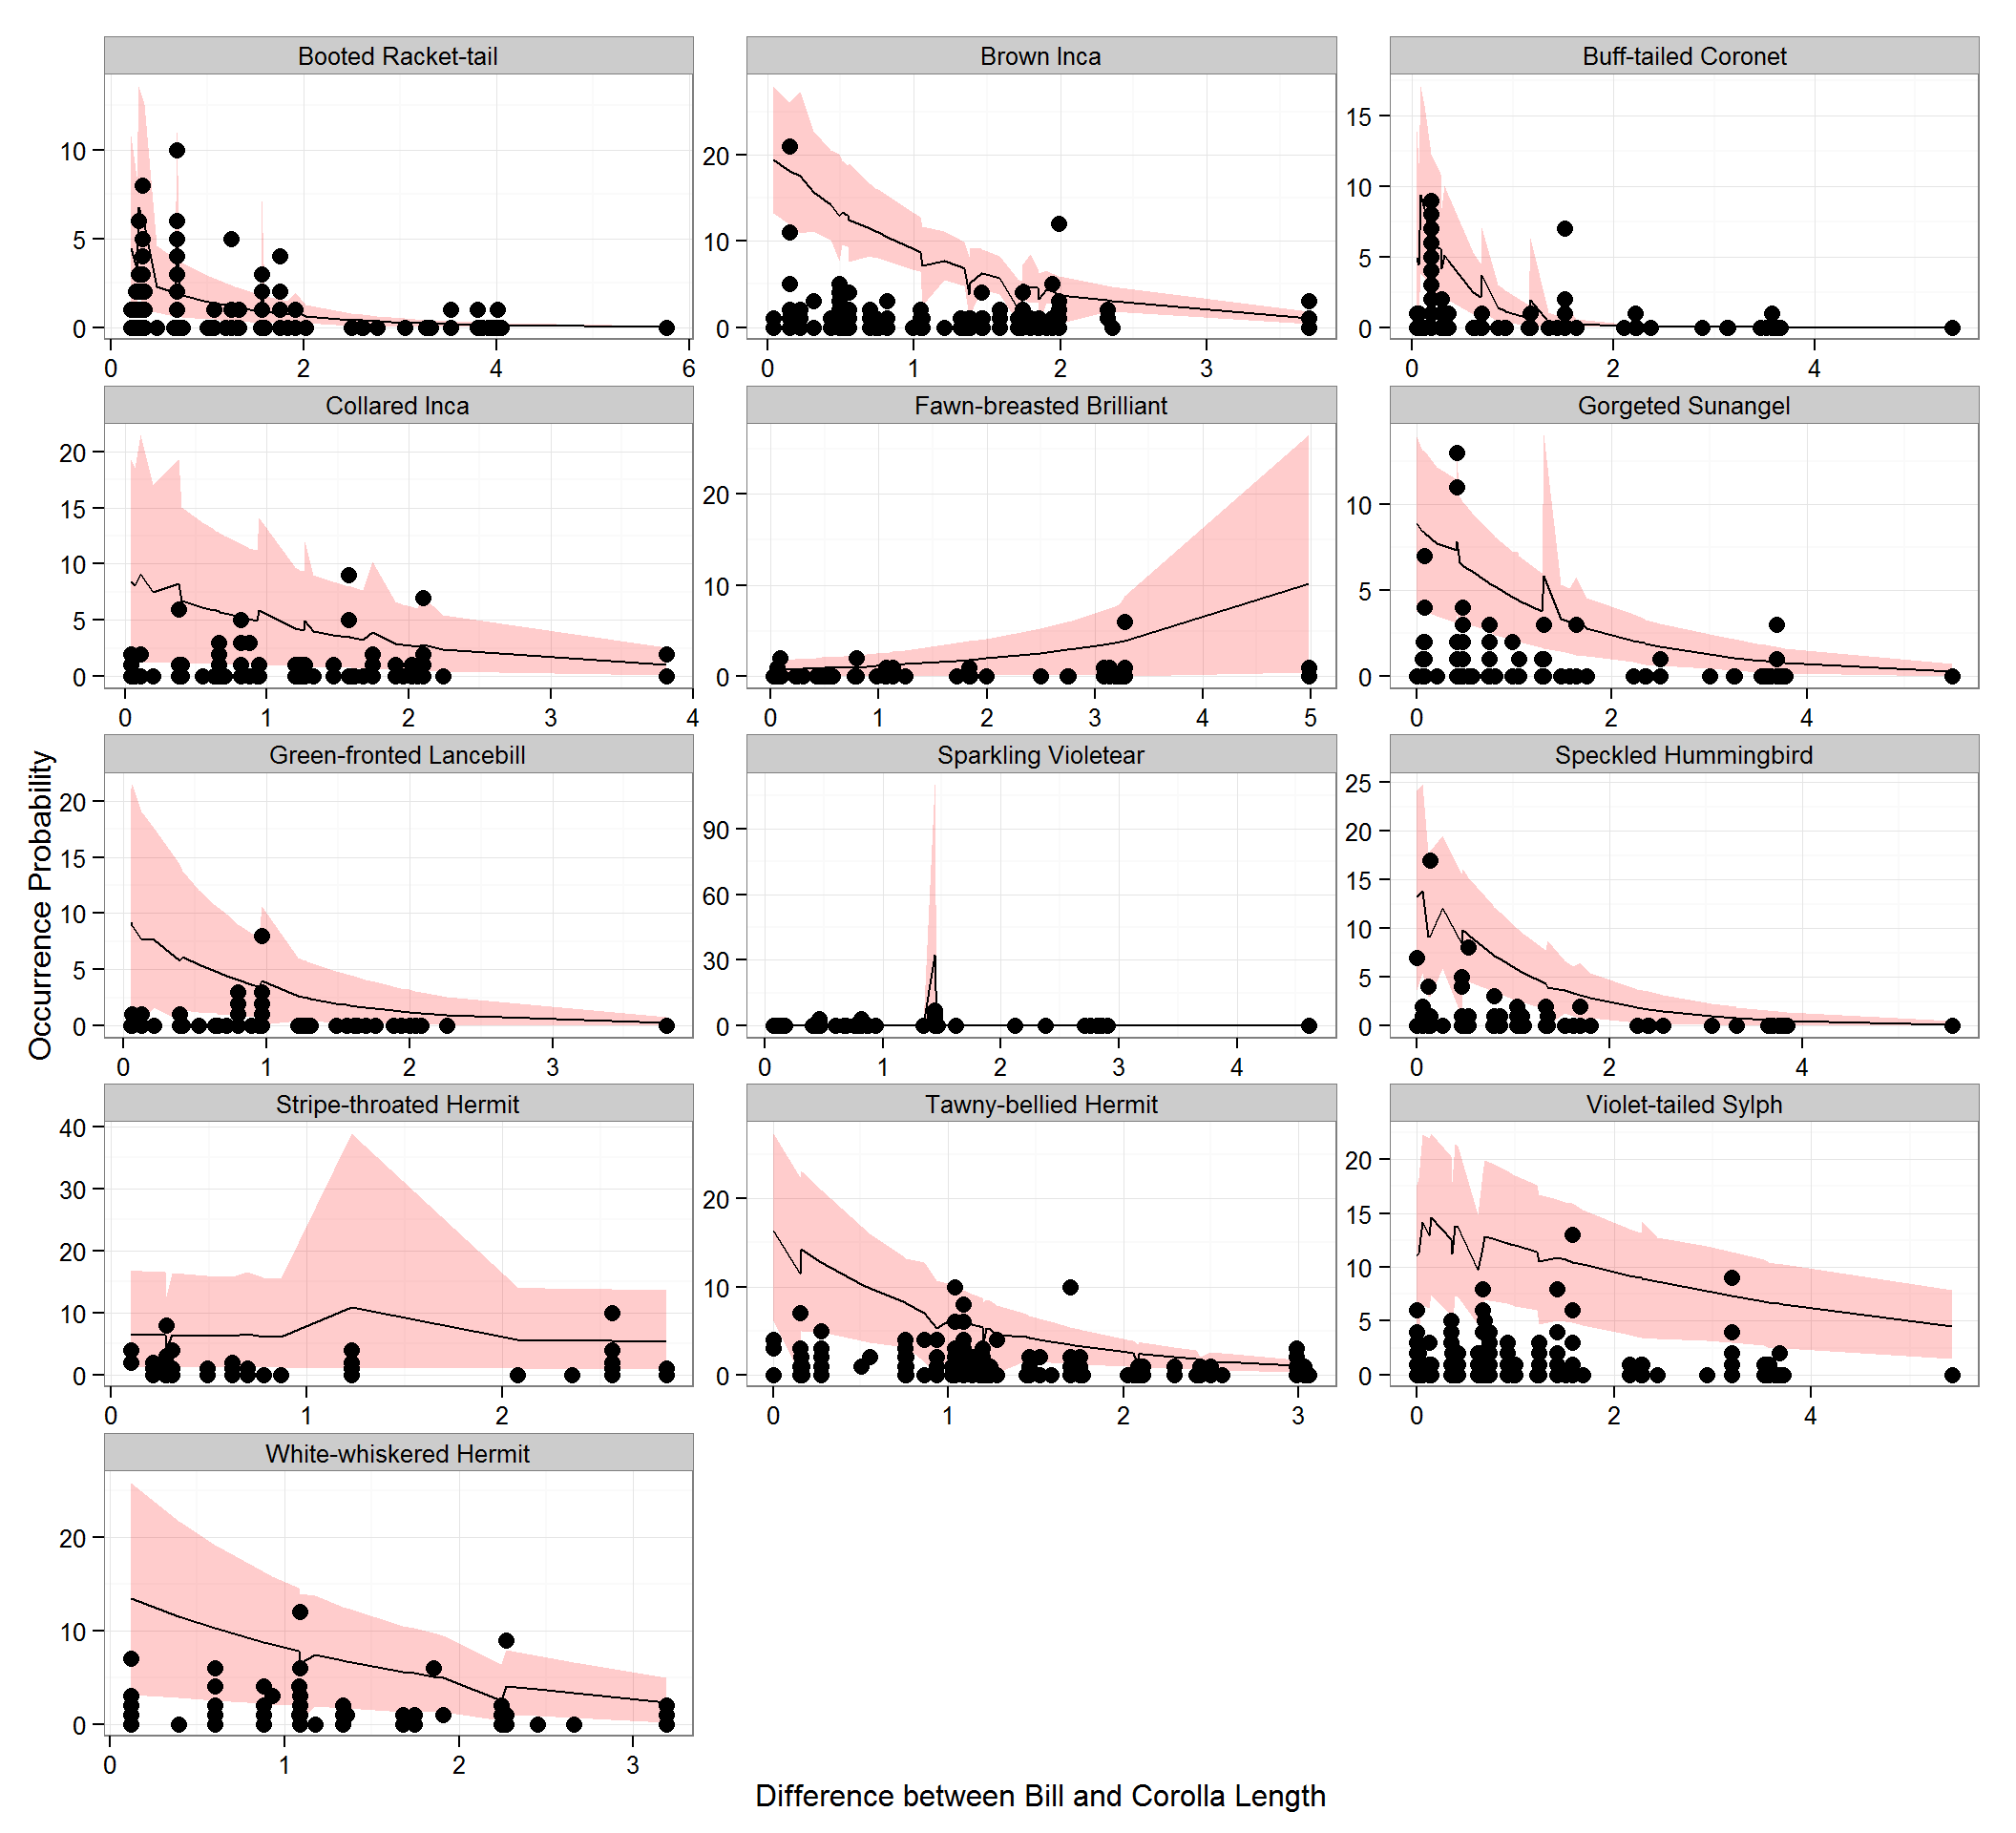 Booted Racket-tail
Brown Inca
Buff-tailed Coronet
0 5 10
0 10 20
0 5 10 15
0 2 4 6
0 1 2 3
0 2 4
Collared Inca
Fawn-breasted Brilliant
Gorgeted Sunangel
0 5 10 15 20
0 10 20
0 5 10
0 1 2 3 4
0 1 2 3 4 5
0 2 4
Green-fronted Lancebill
Sparkling Violetear
Speckled Hummingbird
0 5 10 15 20
0 30 60 90
0 5 10 15 20 25
0 1 2 3
0 1 2 3 4
0 2 4
Occurrence Probability
Stripe-throated Hermit
Tawny-bellied Hermit
Violet-tailed Sylph
0 10 20 30 40
0 10 20
0 5 10 15 20
0 1 2
0 1 2 3
0 2 4
White-whiskered Hermit
0 10 20
0 1 2 3
Difference between Bill and Corolla Length